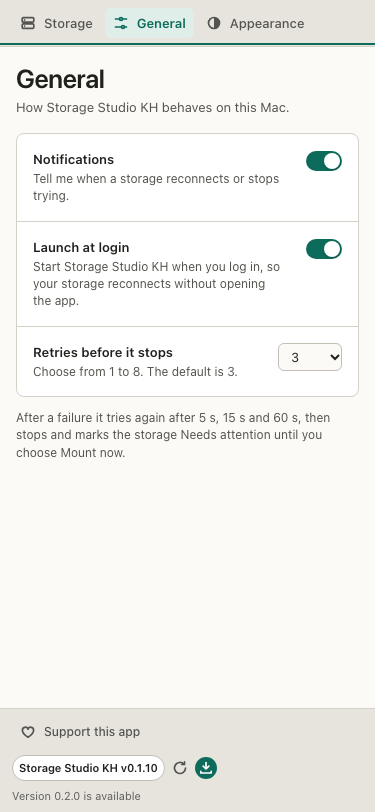 Storage
General
Appearance
General
How Storage Studio KH behaves on this Mac.
Notifications
Tell me when a storage reconnects or stops
trying.
Launch at login
Start Storage Studio KH when you log in, so
your storage reconnects without opening
the app.
Retries before it stops
3
Choose from 1 to 8. The default is 3.
After a failure it tries again after 5 s, 15 s and 60 s, then
stops and marks the storage Needs attention until you
choose Mount now.
Support this app
Storage Studio KH v0.1.10
Version 0.2.0 is available